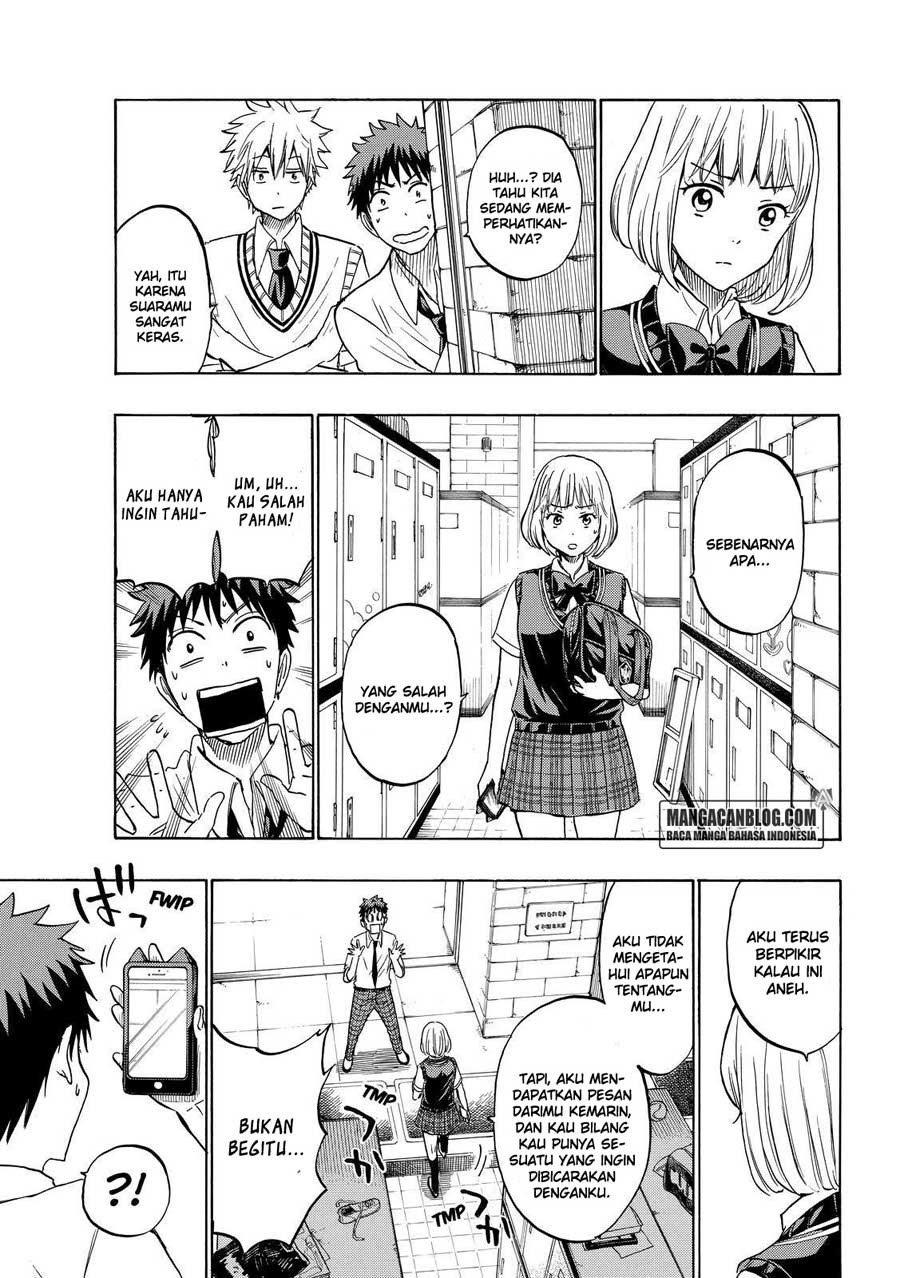 HUH...? DIA
TAHU KITA
SEDANG MEM-
PERHATIKAN-
NYA?
YAH, ITU
KARENA
SUARAMU
SANGAT
KERAS.
SEBENARNYA
APA...
YANG SALAH
DENGANMU...?
UM, UH...
KAU SALAH
PAHAM!
AKU HANYA
INGIN TAHU-
MANGACANBLOG.COM
BACA MANGA BAHASA INDONESIA
AKU TERUS
BERPIKIR
KALAU INI
ANEH.
AKU TIDAK
MENGETA-
HUI APAPUN
TENTANG-
MU...
TAPI, AKU MEN-
DAPATKAN PESAN
DARIMU KEMARIN,
DAN KAU BILANG
KAU PUNYA SE-
SUATU YANG INGIN
DIBICARAKAN
DENGANKU.
TMP
TMP
BUKAN
BEGITU...
ばっ
FWIP
?!